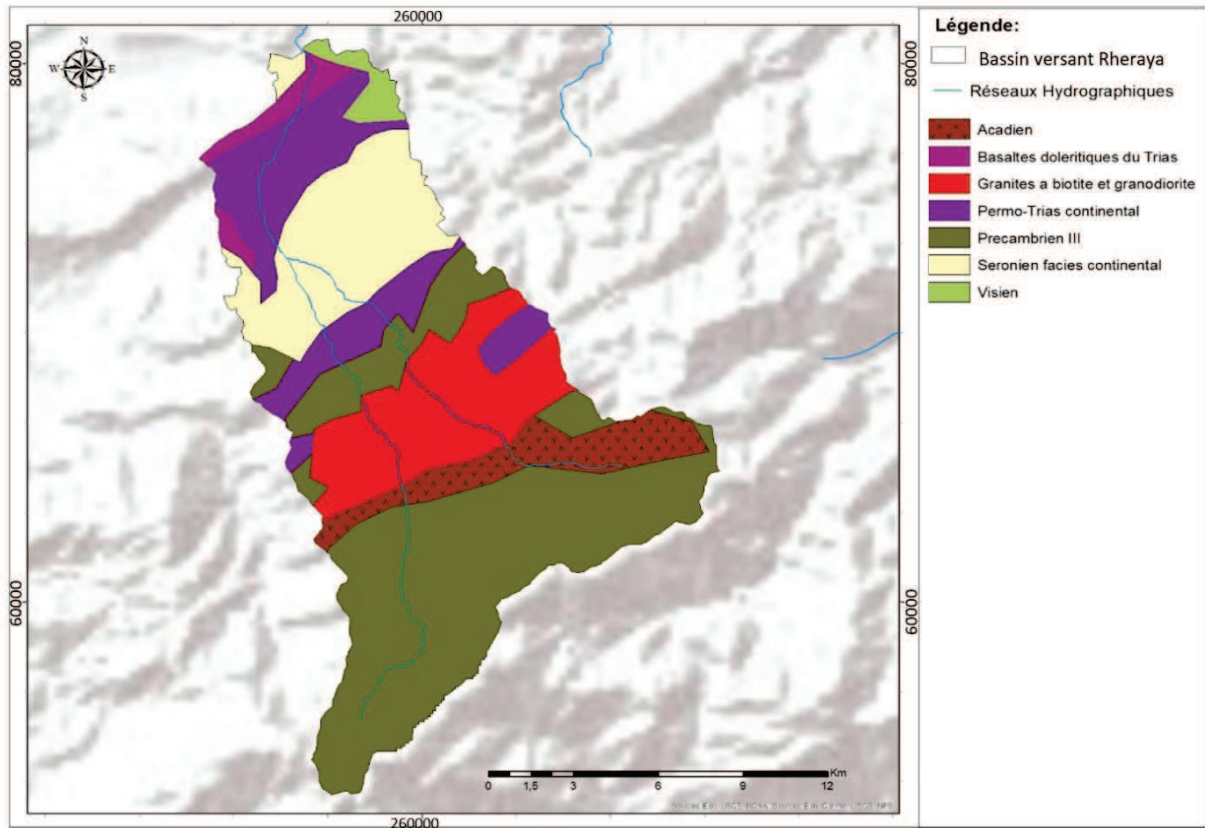 260000
80000
80000
N
W
E
S
60000
60000
260000
Km
0
1,5
3
6
9
12
Légende:
Bassin versant Rheraya
Réseaux Hydrographiques
Acadien
Basaltes doleritiques du Trias
Granites a biotite et granodiorite
Permo-Trias continental
Precambrien III
Seronien facies continental
Visien